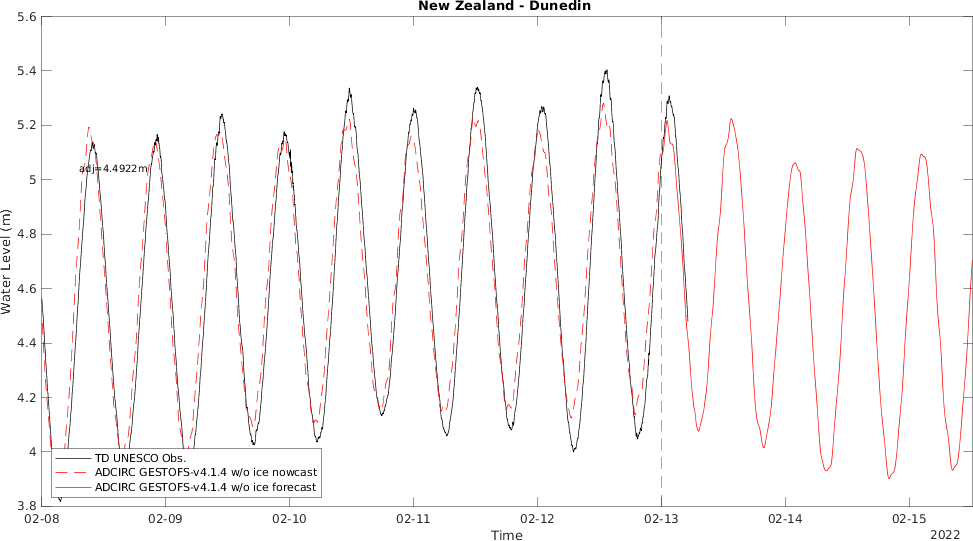 New Zealand - Dunedin
5.6
5.4
5.2
5
4.8
4.6
4.4
4.2
4
3.8
Water Level (m)
adj=4.4922m
TD UNESCO Obs.
ADCIRC GESTOFS-v4.1.4 w/o ice nowcast
ADCIRC GESTOFS-v4.1.4 w/o ice forecast
02-08 02-09 02-10 02-11 02-12 02-13 02-14 02-15
Time
2022